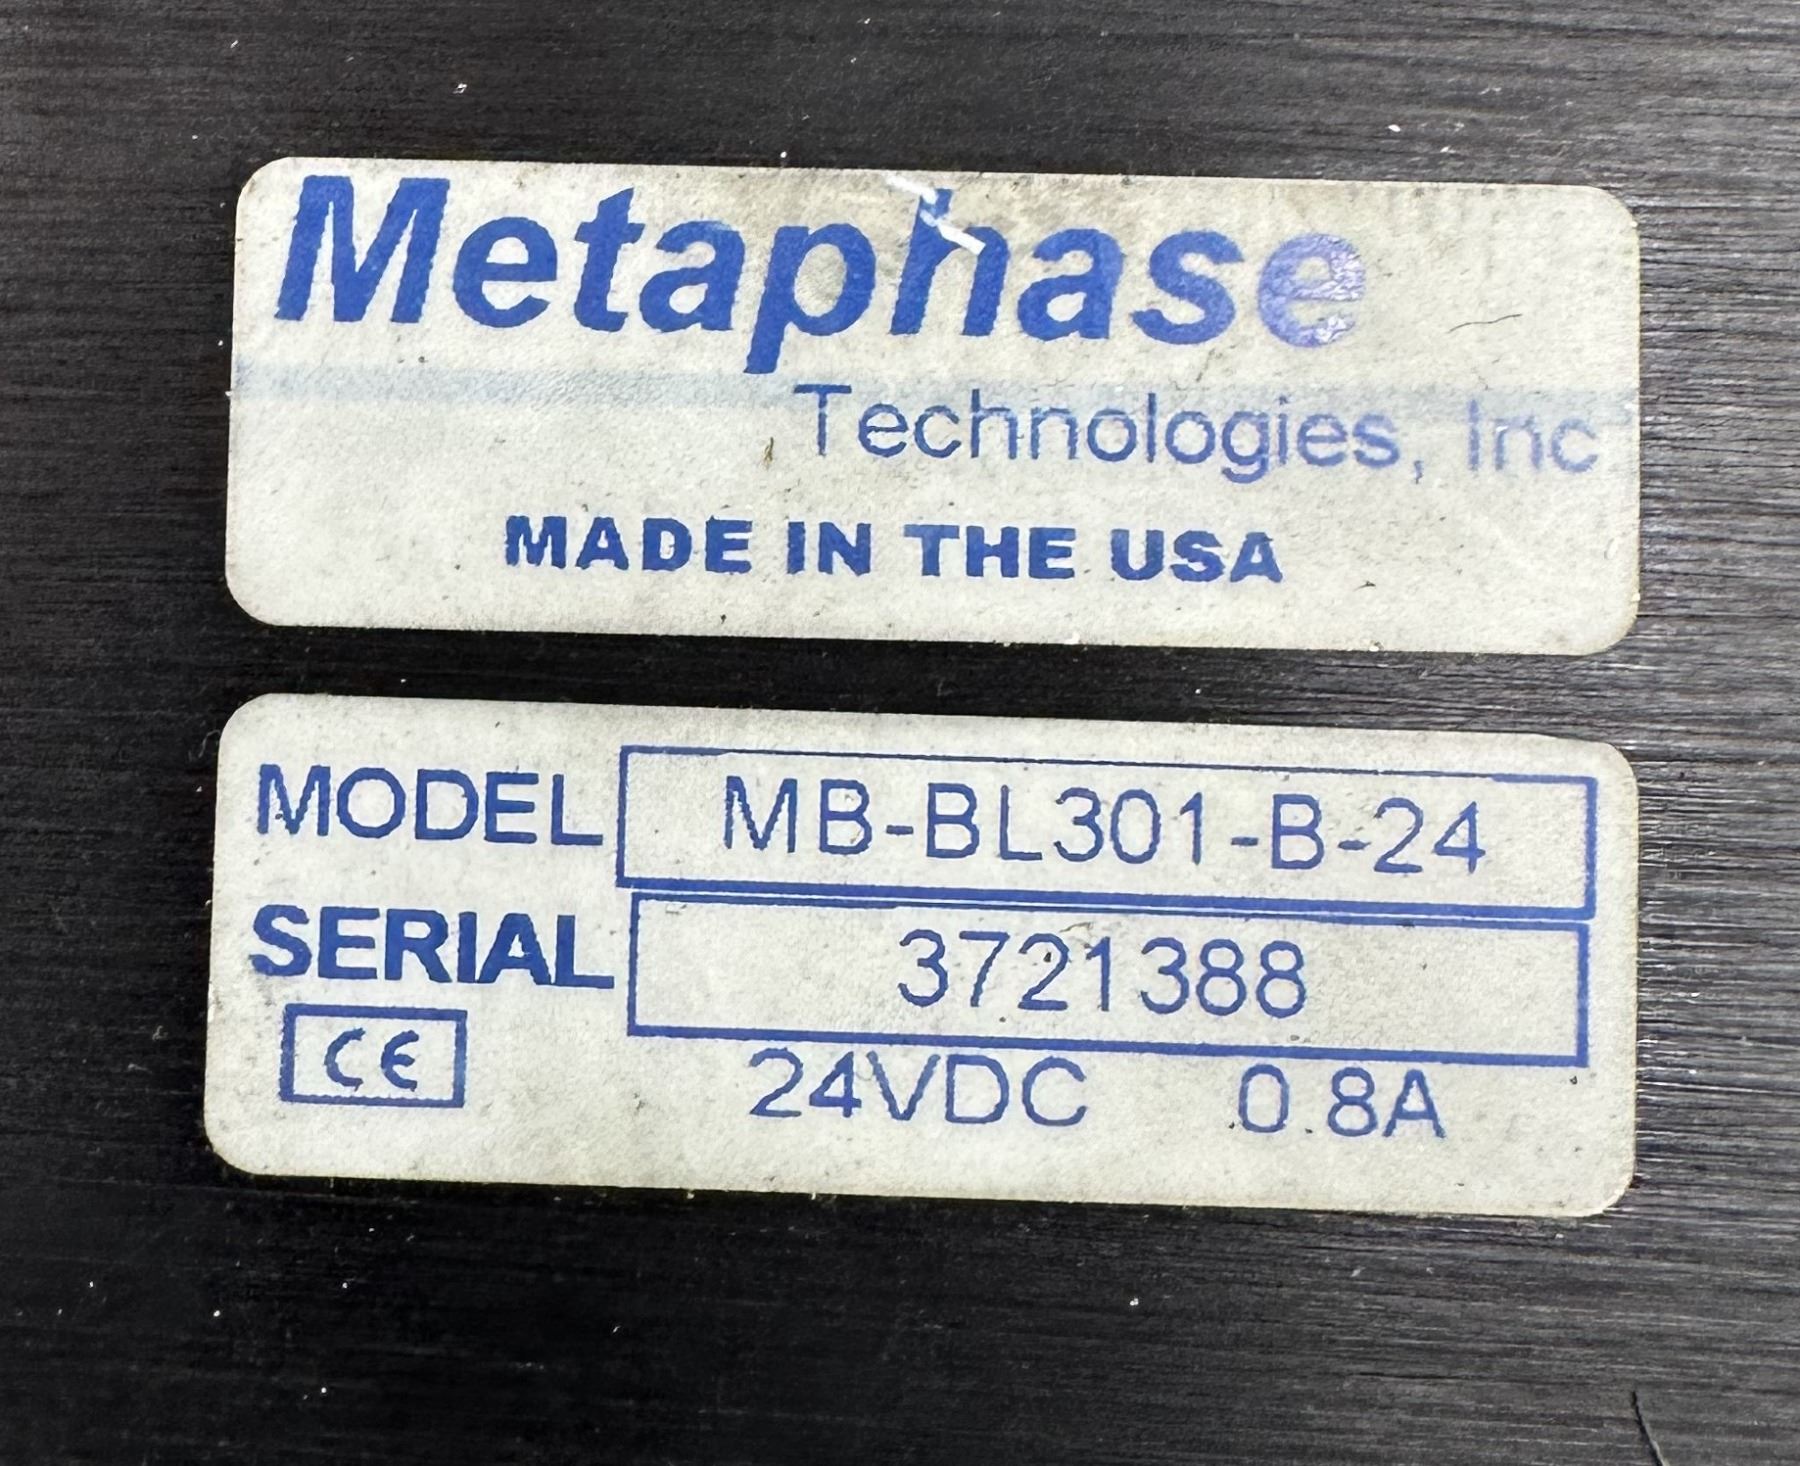 Metaphase
Technologies, Inc
MADE IN THE USA
MODEL MB-BL301-B-24
SERIAL 3721388
CE 24VDC 0.8A